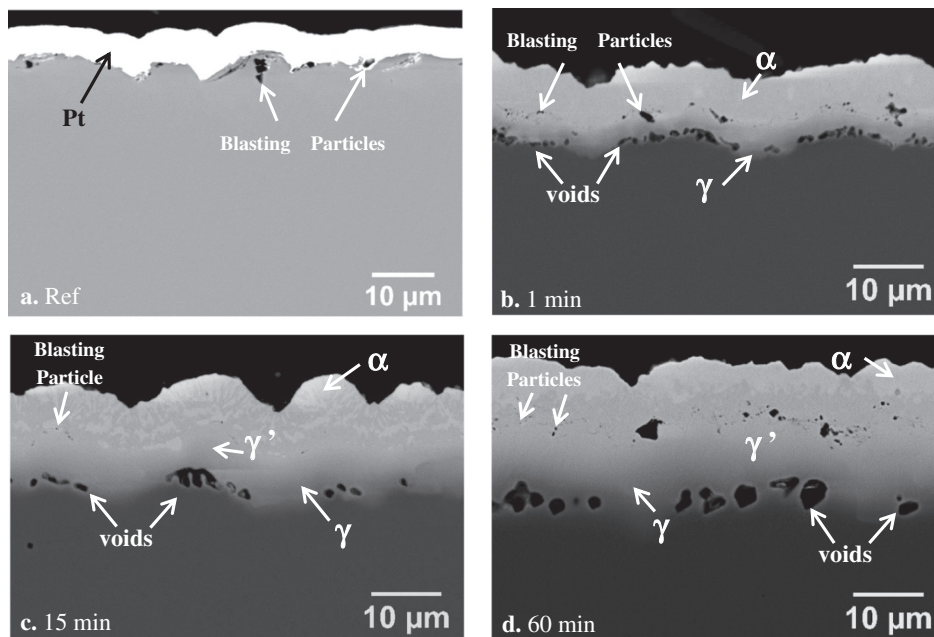 Pt
Blasting Particles
10 µm
a. Ref
Blasting Particles
α
voids
γ
10 µm
b. 1 min
Blasting
Particle
α
γ’
voids
γ
10 µm
c. 15 min
Blasting
Particles
α
γ’
γ
voids
10 µm
d. 60 min